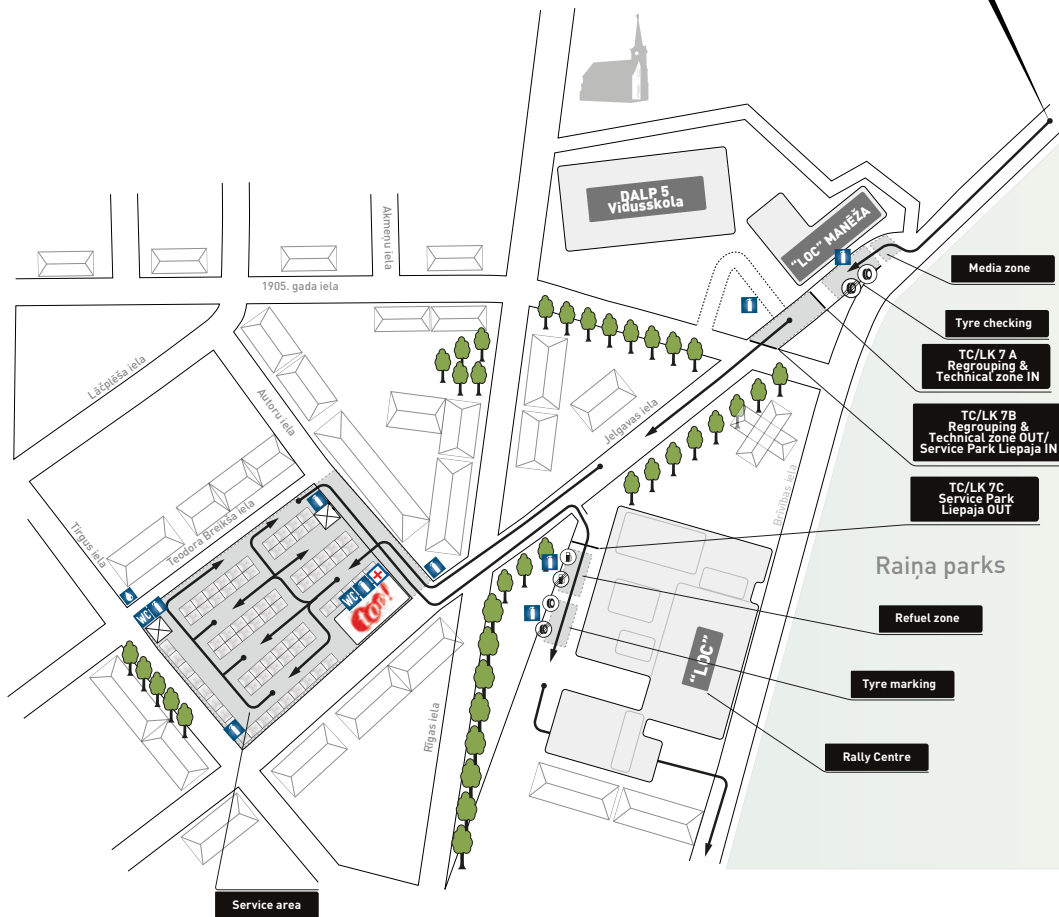 DALP 5
Vidusskola
"LOC" MANĒŽA
Akmeņu iela
1905. gada iela
Media zone
Tyre checking
TC/LK 7 A
Regrouping &
Technical zone IN
TC/LK 7B
Regrouping &
Technical zone OUT/
Service Park Liepaja IN
TC/LK 7C
Service Park
Liepaja OUT
Lāčplēša iela
Autoru iela
Jelgavas iela
Brīvības iela
Tirgus iela
Teodora Breikša iela
Raiņa parks
WC
WC
Refuel zone
"LOC"
Tyre marking
Rīgas iela
Rally Centre
Service area